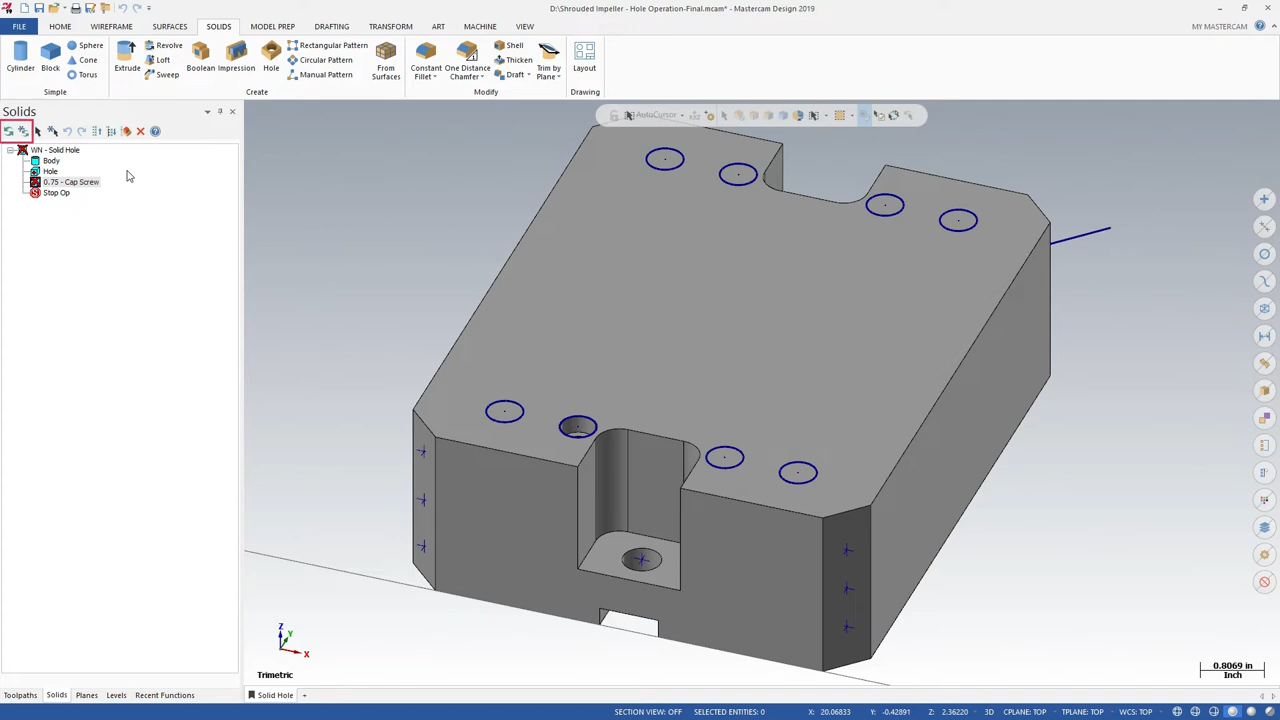 D:\Shrouded Impeller - Hole Operation-Final.mcam* - Mastercam Design 2019
FILE HOME WIREFRAME SURFACES SOLIDS MODEL PREP DRAFTING TRANSFORM ART MACHINE VIEW MY MASTERCAM
Cylinder Block Sphere Cone Torus
Simple
Extrude Revolve Loft Sweep Boolean Impression Hole Rectangular Pattern Circular Pattern Manual Pattern From Surfaces
Create
Constant Fillet One Distance Chamfer Shell Thicken Draft Trim by Plane
Modify
Layout
Drawing
Solids
AutoCursor
WN - Solid Hole
Body
Hole
0.75 - Cap Screw
Stop Op
Z
Y
X
Trimetric
0.8069 in
Inch
Toolpaths Solids Planes Levels Recent Functions
Solid Hole +
SECTION VIEW: OFF SELECTED ENTITIES: 0 X: 20.06833 Y: -0.42891 Z: 2.36220 3D CPLANE: TOP TPLANE: TOP WCS: TOP